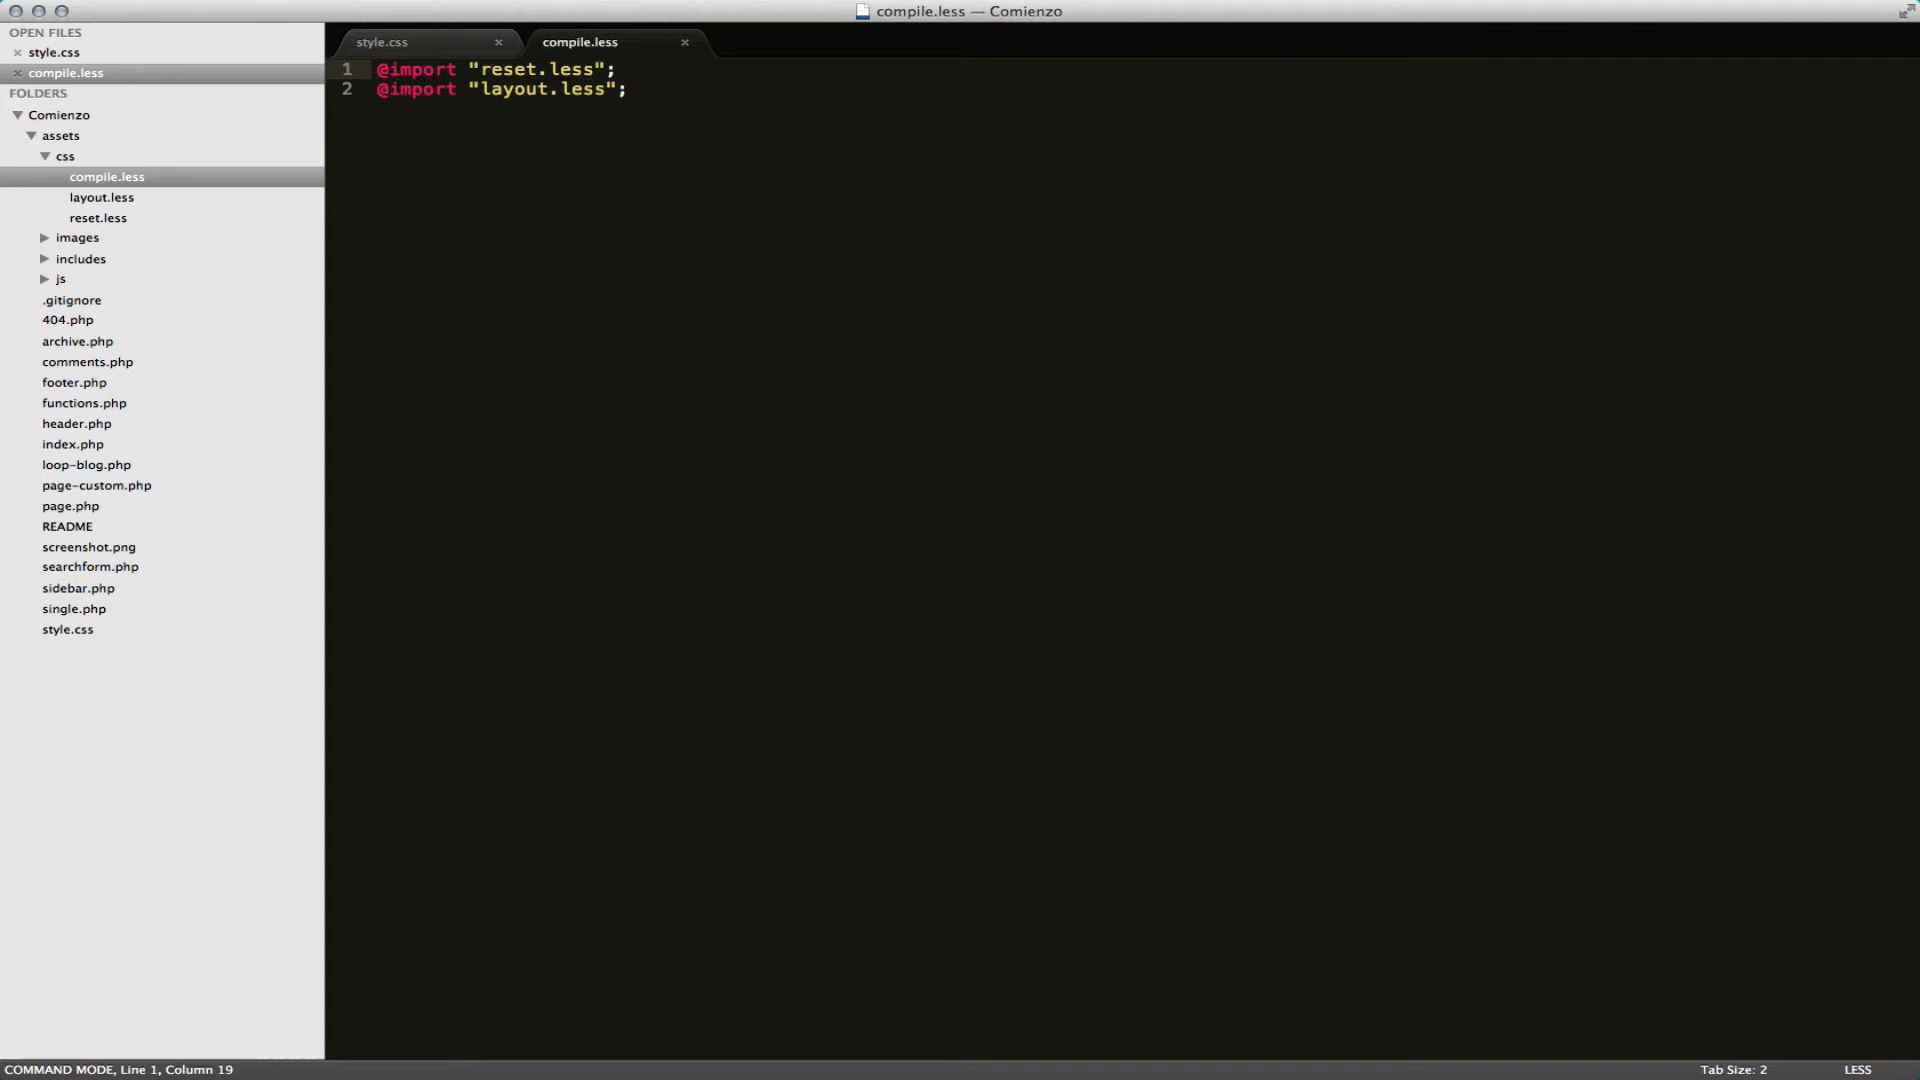 compile.less — Comienzo
OPEN FILES
style.css
compile.less
FOLDERS
Comienzo
assets
css
compile.less
layout.less
reset.less
images
includes
js
.gitignore
404.php
archive.php
comments.php
footer.php
functions.php
header.php
index.php
loop-blog.php
page-custom.php
page.php
README
screenshot.png
searchform.php
sidebar.php
single.php
style.css
style.css compile.less
1 @import "reset.less";
2 @import "layout.less";
COMMAND MODE, Line 1, Column 19 Tab Size: 2 LESS